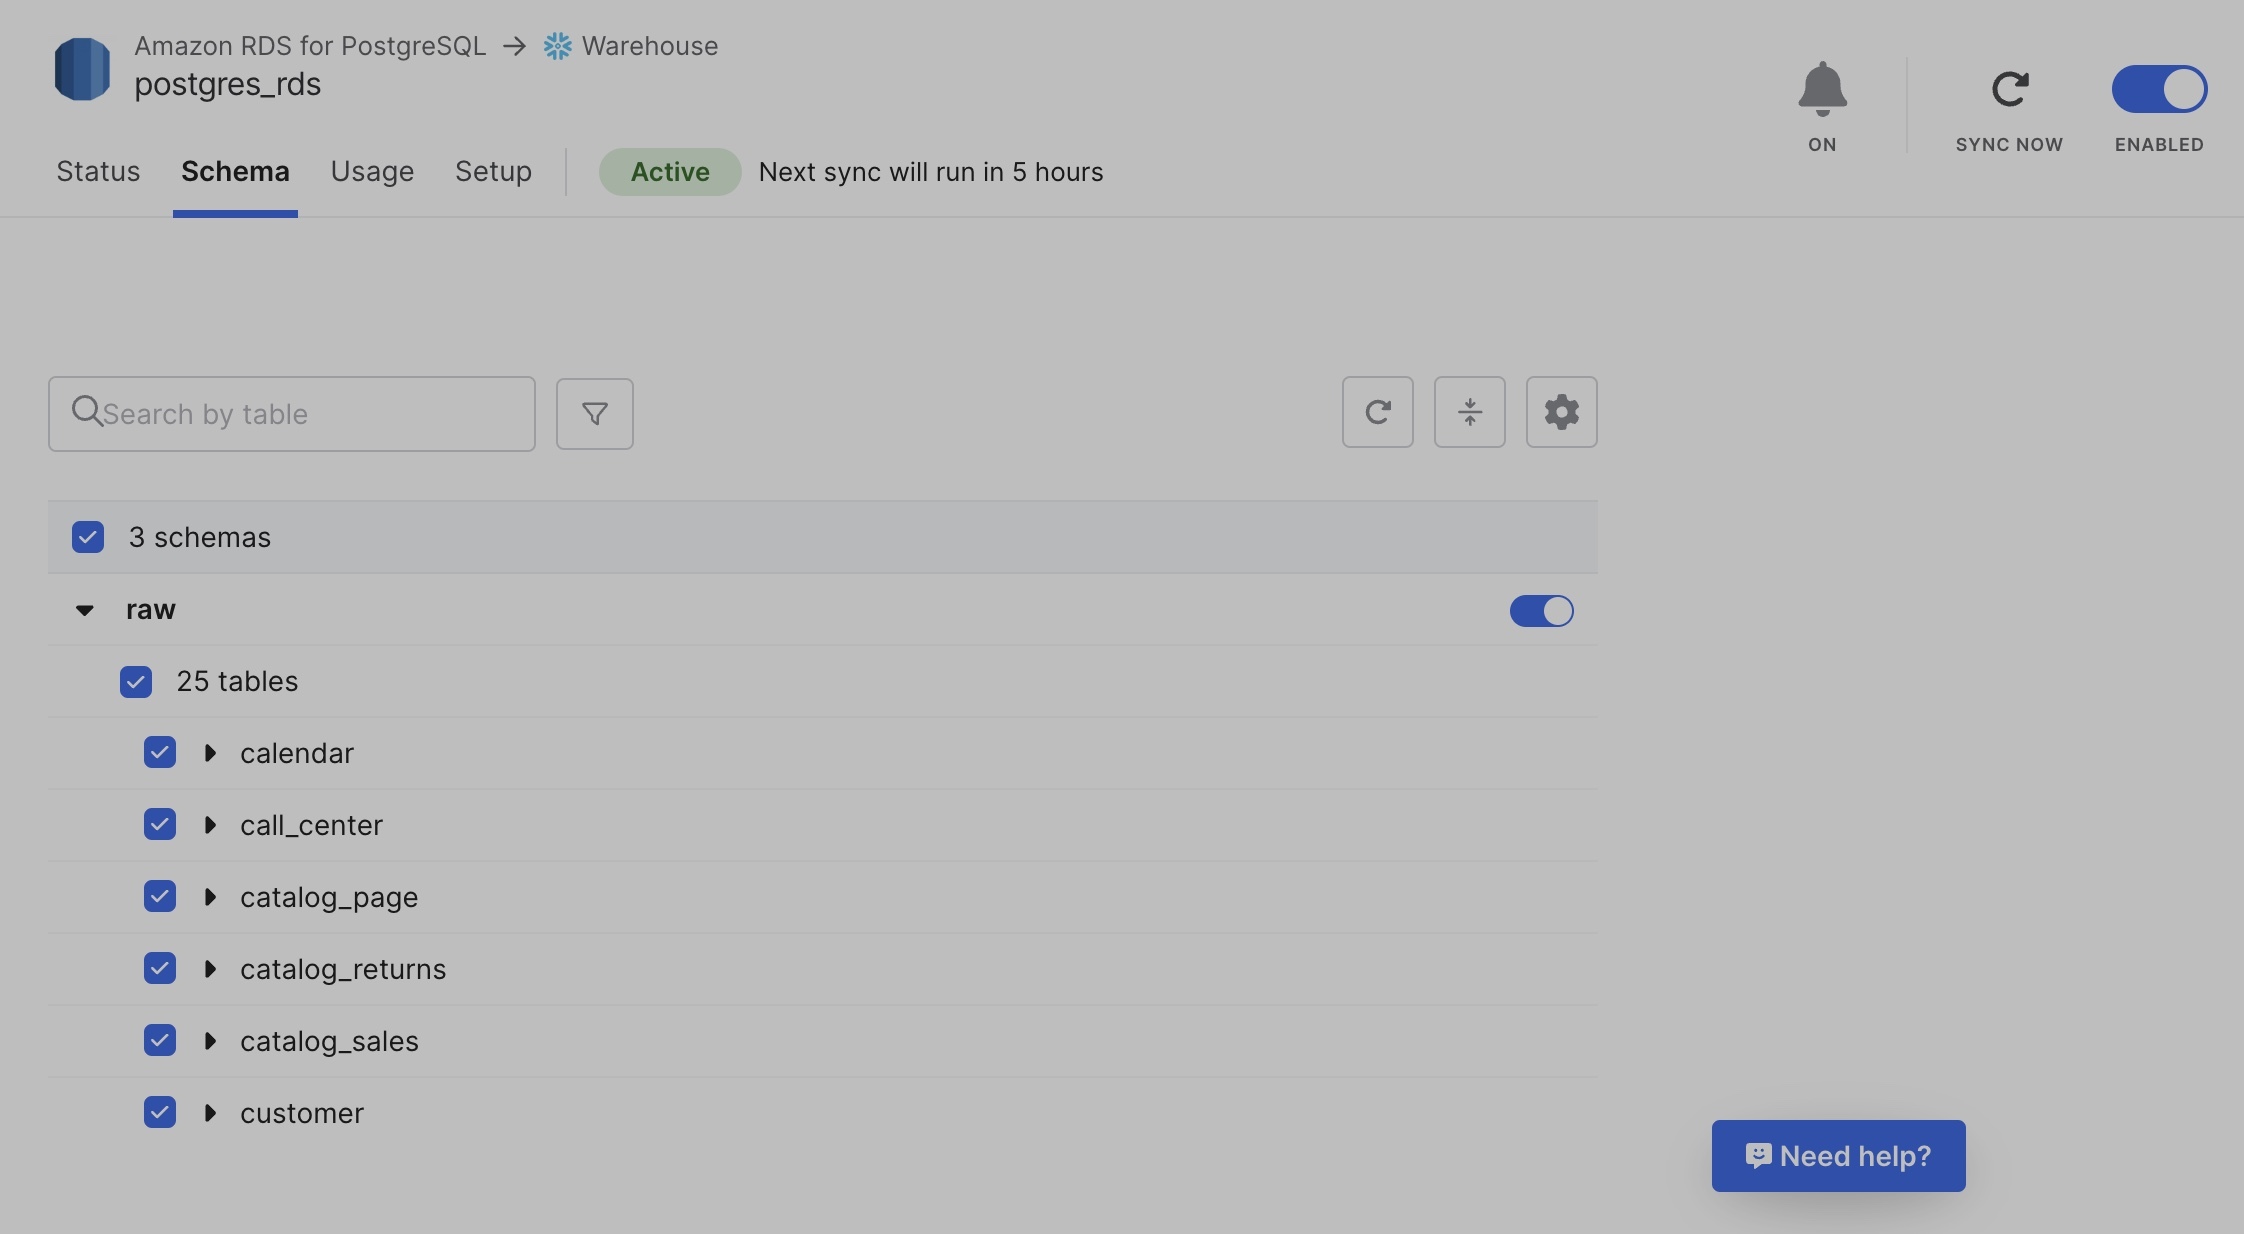 Amazon RDS for PostgreSQL → Warehouse
postgres_rds
ON
SYNC NOW
ENABLED
Status
Schema
Usage
Setup
Active
Next sync will run in 5 hours
Search by table
3 schemas
raw
25 tables
calendar
call_center
catalog_page
catalog_returns
catalog_sales
customer
Need help?